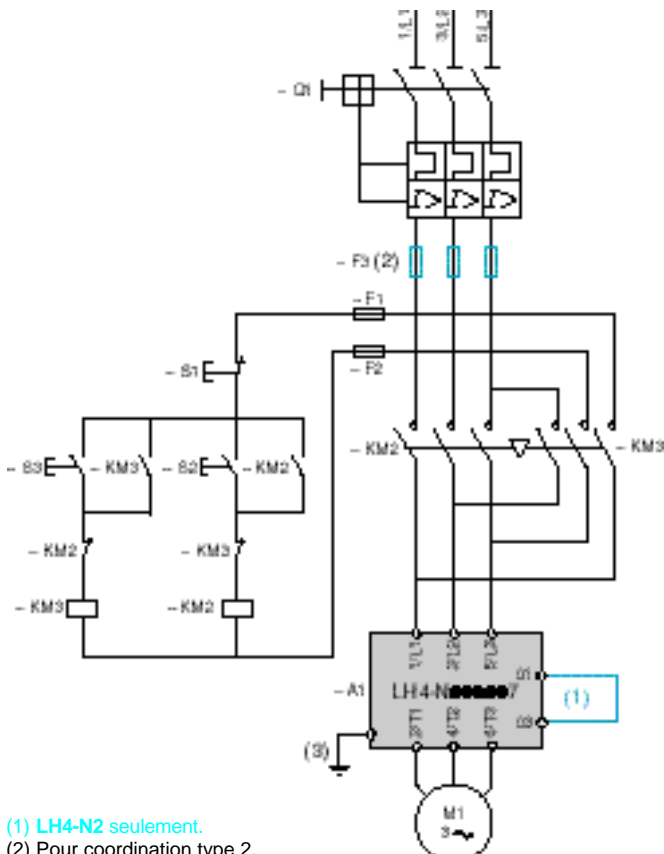 1/L1 3/L2 5/L3
– Q1
– F3 (2)
– F1
– F2
– S1
– KM2
– KM3
– S3
– KM3
– S2
– KM2
– KM2
– KM3
– KM3
– KM2
1/L1 3/L2 5/L3
– A1
2/T1 4/T2 6/T3
(1)
(3)
M1
3
(1) LH4-N2 seulement.
(2) Pour coordination type 2.